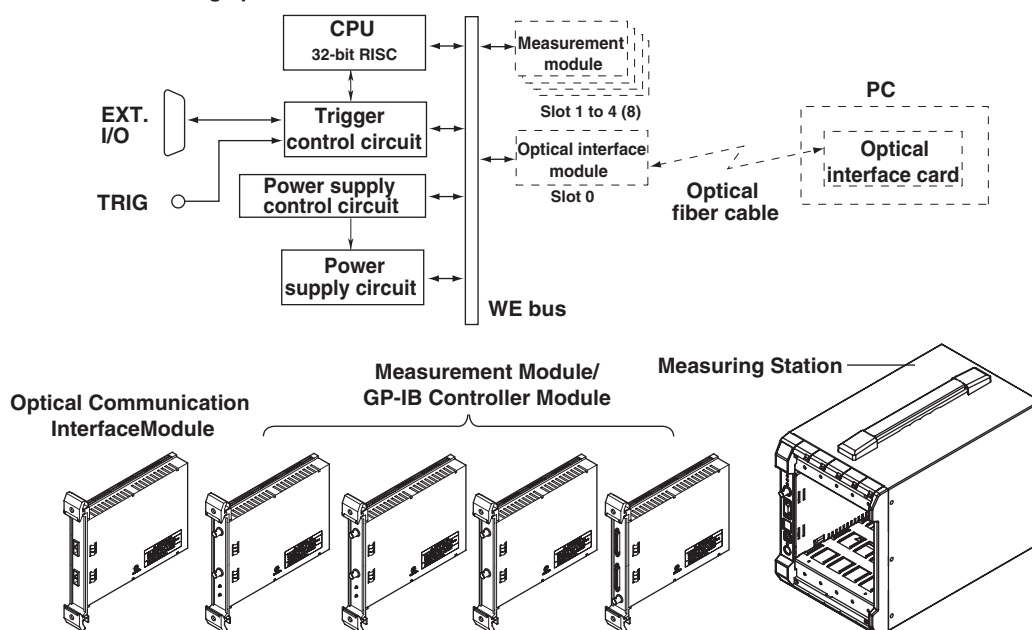 CPU
32-bit RISC
Measurement
module
Slot 1 to 4 (8)
PC
EXT.
I/O
Trigger
control circuit
Optical interface
module
Slot 0
Optical
interface card
Optical
fiber cable
TRIG
Power supply
control circuit
Power
supply circuit
WE bus
Measurement Module/
GP-IB Controller Module
Measuring Station
Optical Communication
InterfaceModule